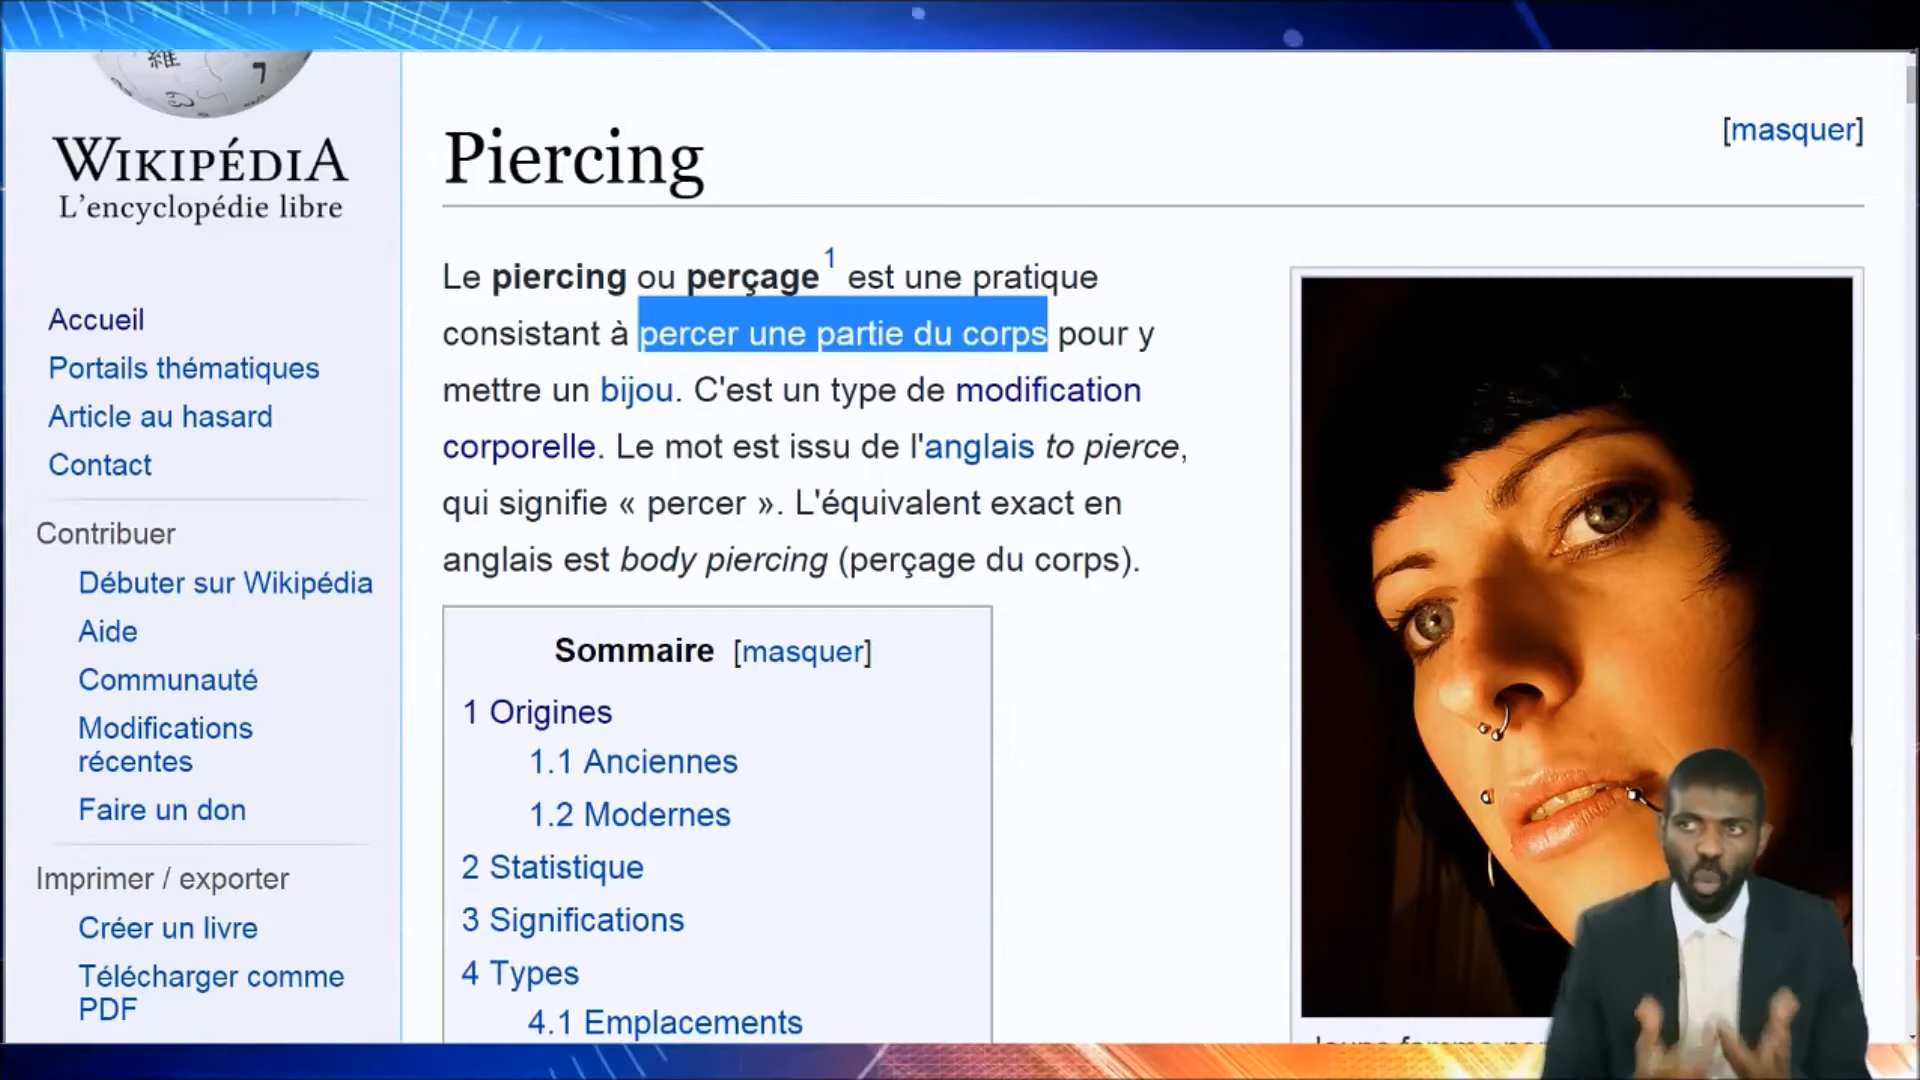 維
WIKIPÉDIA
L'encyclopédie libre
Accueil
Portails thématiques
Article au hasard
Contact
Contribuer
Débuter sur Wikipédia
Aide
Communauté
Modifications
récentes
Faire un don
Imprimer / exporter
Créer un livre
Télécharger comme
PDF
[masquer]
Piercing
Le piercing ou perçage1 est une pratique
consistant à percer une partie du corps pour y
mettre un bijou. C'est un type de modification
corporelle. Le mot est issu de l'anglais to pierce,
qui signifie « percer ». L'équivalent exact en
anglais est body piercing (perçage du corps).
Sommaire [masquer]
1 Origines
1.1 Anciennes
1.2 Modernes
2 Statistique
3 Significations
4 Types
4.1 Emplacements